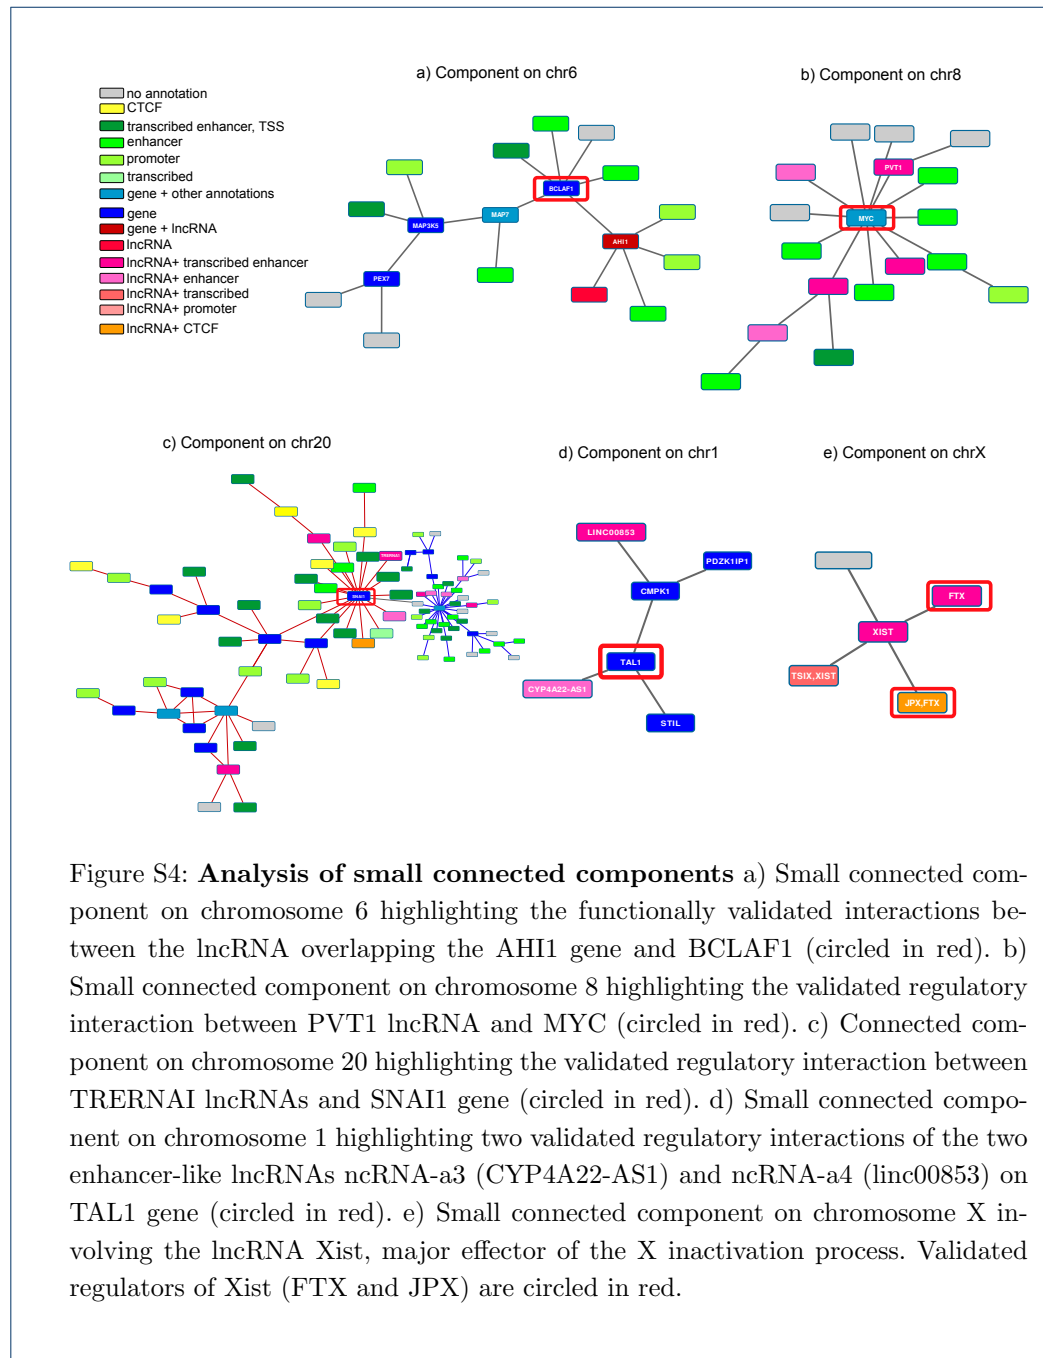 a) Component on chr6
b) Component on chr8
no annotation
CTCF
transcribed enhancer, TSS
enhancer
promoter
transcribed
gene + other annotations
gene
gene + lncRNA
lncRNA
lncRNA+ transcribed enhancer
lncRNA+ enhancer
lncRNA+ transcribed
lncRNA+ promoter
lncRNA+ CTCF
BCLAF1
MAP7
MAP3K5
AHI1
PEX7
PVT1
MYC
c) Component on chr20
d) Component on chr1
e) Component on chrX
SNAI1
LINC00853
PDZK1IP1
CMPK1
TAL1
CYP4A22-AS1
STIL
FTX
XIST
TSIX,XIST
JPX,FTX
Figure S4: Analysis of small connected components a) Small connected com-
ponent on chromosome 6 highlighting the functionally validated interactions be-
tween the lncRNA overlapping the AHI1 gene and BCLAF1 (circled in red). b)
Small connected component on chromosome 8 highlighting the validated regulatory
interaction between PVT1 lncRNA and MYC (circled in red). c) Connected com-
ponent on chromosome 20 highlighting the validated regulatory interaction between
TRERNAI lncRNAs and SNAI1 gene (circled in red). d) Small connected compo-
nent on chromosome 1 highlighting two validated regulatory interactions of the two
enhancer-like lncRNAs ncRNA-a3 (CYP4A22-AS1) and ncRNA-a4 (linc00853) on
TAL1 gene (circled in red). e) Small connected component on chromosome X in-
volving the lncRNA Xist, major effector of the X inactivation process. Validated
regulators of Xist (FTX and JPX) are circled in red.